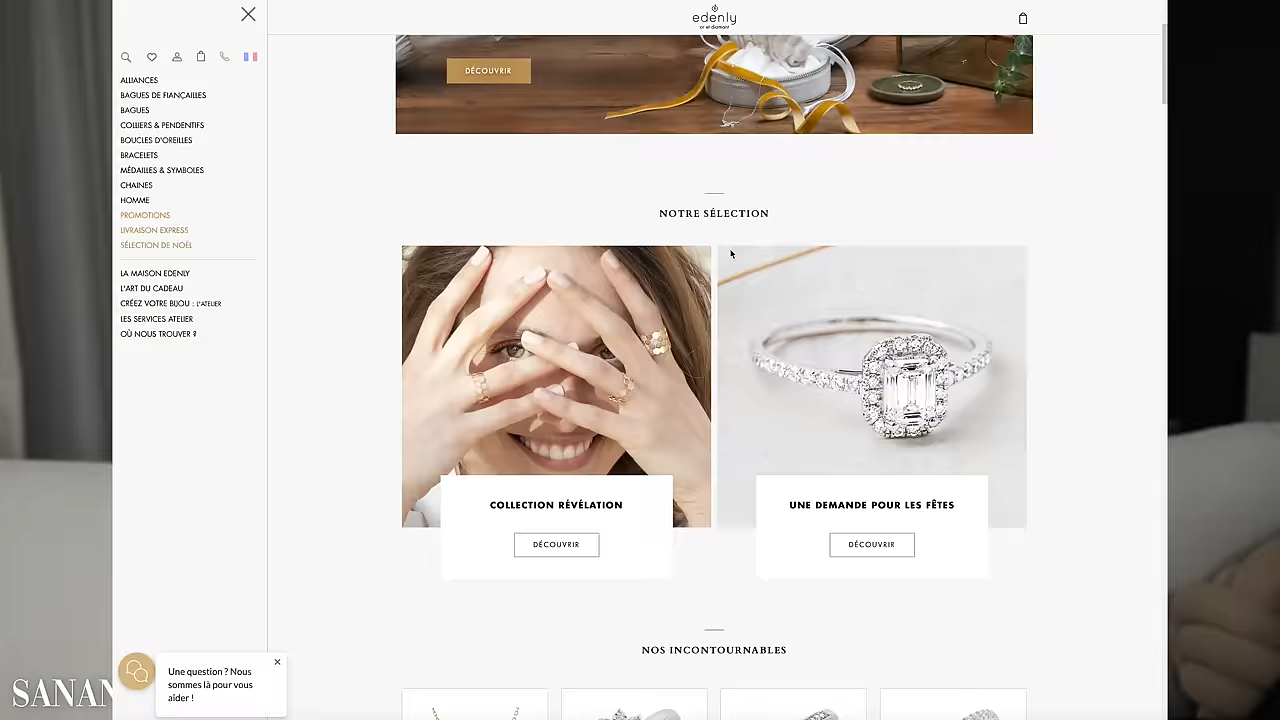 edenly
or et diamant
ALLIANCES
BAGUES DE FIANÇAILLES
BAGUES
COLLIERS & PENDENTIFS
BOUCLES D'OREILLES
BRACELETS
MÉDAILLES & SYMBOLES
CHAINES
HOMME
PROMOTIONS
LIVRAISON EXPRESS
SÉLECTION DE NOËL
LA MAISON EDENLY
L'ART DU CADEAU
CRÉEZ VOTRE BIJOU : L'ATELIER
LES SERVICES ATELIER
OÙ NOUS TROUVER ?
DÉCOUVRIR
NOTRE SÉLECTION
COLLECTION RÉVÉLATION
DÉCOUVRIR
UNE DEMANDE POUR LES FÊTES
DÉCOUVRIR
NOS INCONTOURNABLES
Une question ? Nous
sommes là pour vous
aider !
SANAN